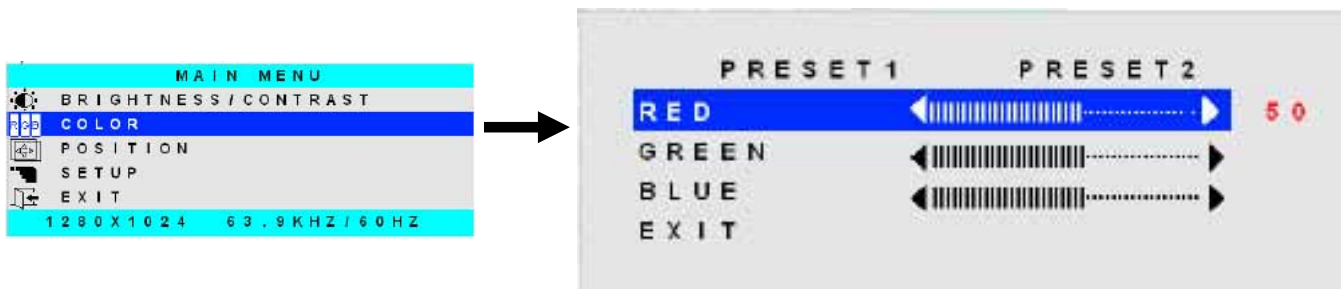 MAIN MENU
BRIGHTNESS/CONTRAST
RGB COLOR
POSITION
SETUP
EXIT
1280X1024 63.9KHZ/60HZ
PRESET1 PRESET2
RED 50
GREEN
BLUE
EXIT